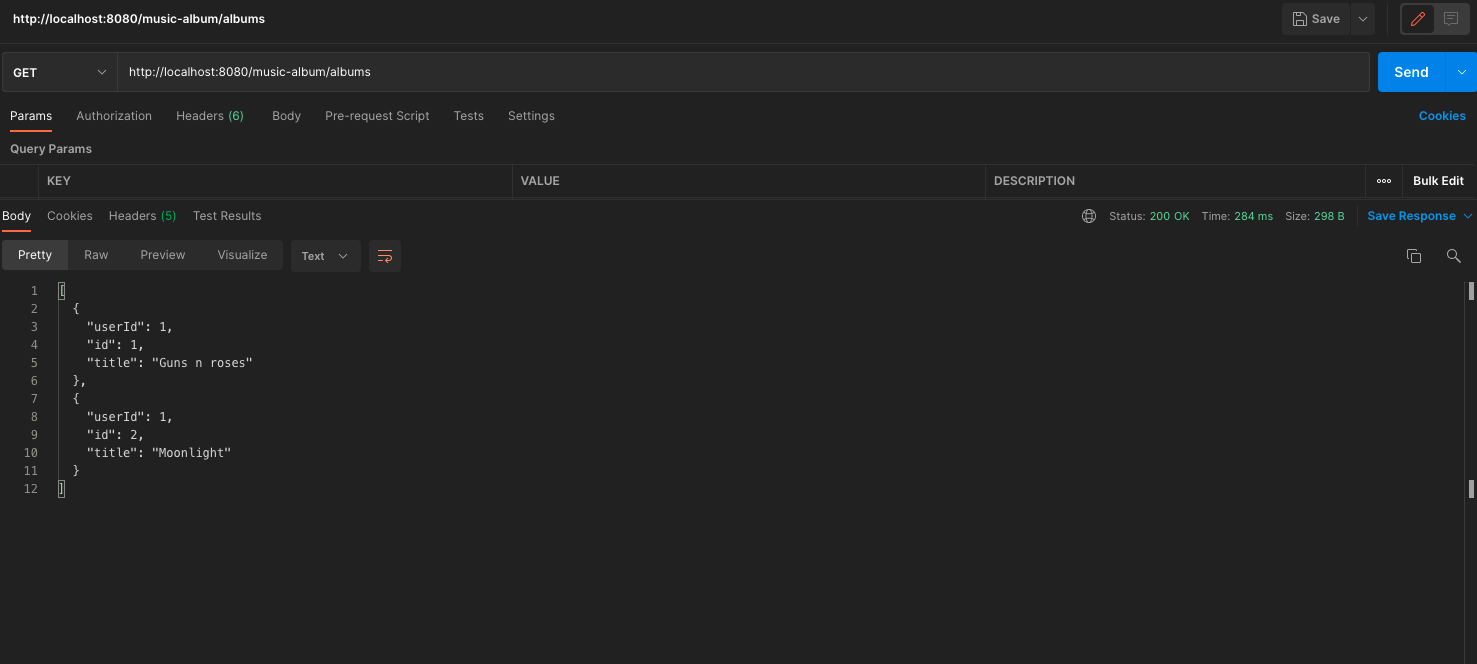 http://localhost:8080/music-album/albums Save
GET http://localhost:8080/music-album/albums Send
Params Authorization Headers (6) Body Pre-request Script Tests Settings Cookies
Query Params
KEY VALUE DESCRIPTION ooo Bulk Edit
Body Cookies Headers (5) Test Results Status: 200 OK Time: 284 ms Size: 298 B Save Response
Pretty Raw Preview Visualize Text
1 [
2 {
3 "userId": 1,
4 "id": 1,
5 "title": "Guns n roses"
6 },
7 {
8 "userId": 1,
9 "id": 2,
10 "title": "Moonlight"
11 }
12 ]